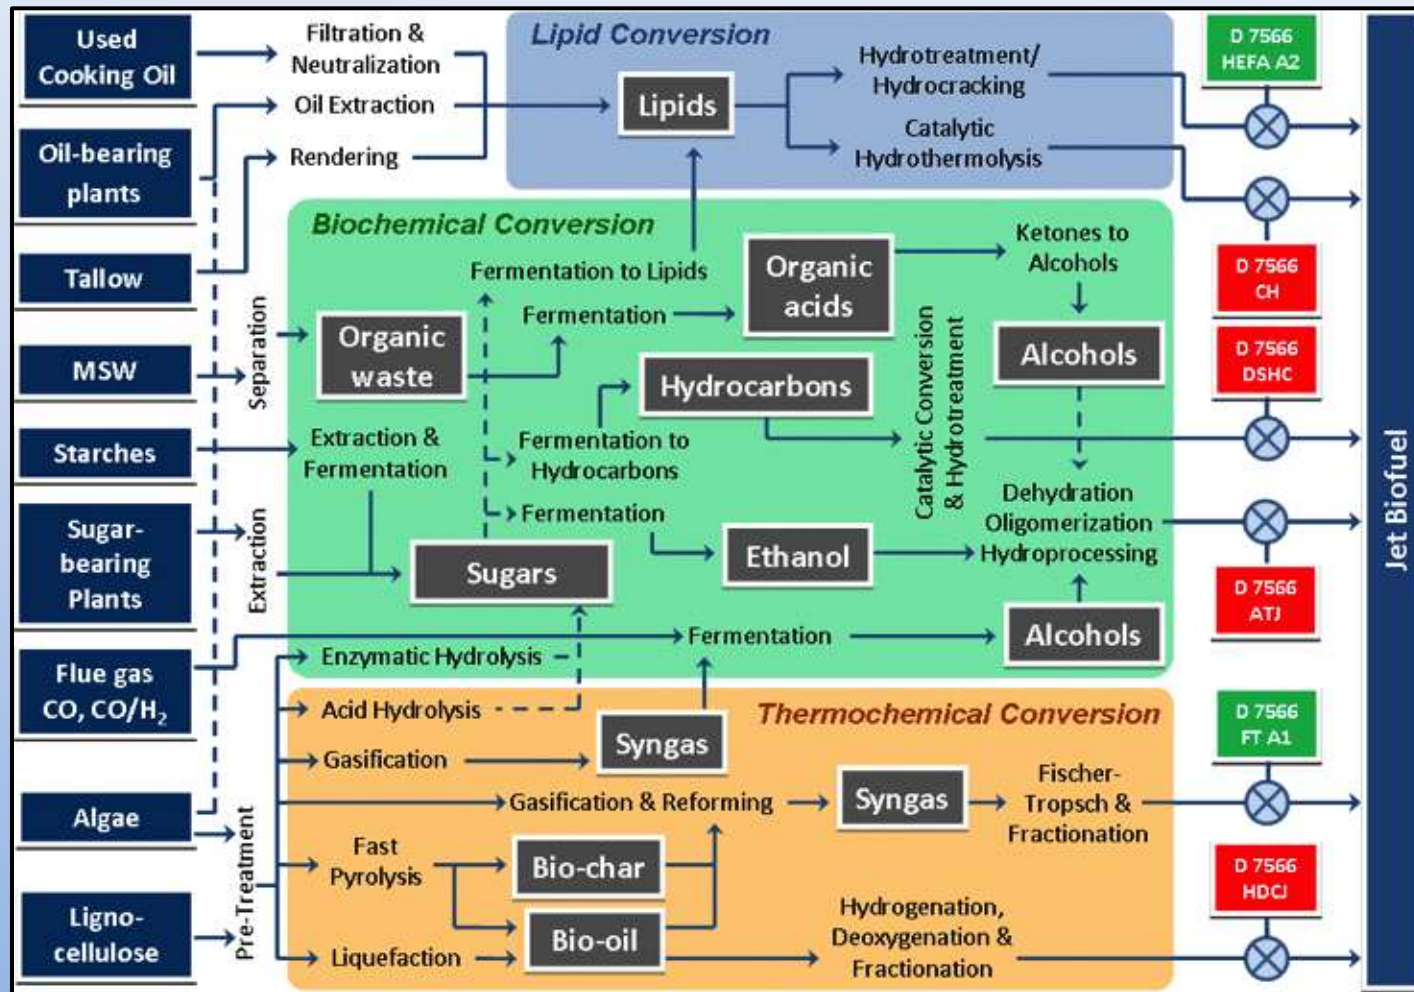 Used
Cooking Oil
Oil-bearing
plants
Tallow
MSW
Starches
Sugar-
bearing
Plants
Flue gas
CO, CO/H₂
Algae
Ligno-
cellulose
Filtration &
Neutralization
Oil Extraction
Rendering
Separation
Extraction
Pre-Treatment
Lipid Conversion
Lipids
Hydrotreatment/
Hydrocracking
Catalytic
Hydrothermolysis
Biochemical Conversion
Fermentation to Lipids
Organic
acids
Ketones to
Alcohols
Organic
waste
Fermentation
Alcohols
Hydrocarbons
Catalytic Conversion
& Hydrotreatment
Extraction &
Fermentation
Fermentation to
Hydrocarbons
Fermentation
Dehydration
Oligomerization
Hydroprocessing
Sugars
Ethanol
Fermentation
Alcohols
Enzymatic Hydrolysis
Thermochemical Conversion
Acid Hydrolysis
Gasification
Syngas
Gasification & Reforming
Syngas
Fischer-
Tropsch &
Fractionation
Fast
Pyrolysis
Bio-char
Bio-oil
Liquefaction
Hydrogenation,
Deoxygenation &
Fractionation
D 7566
HEFA A2
D 7566
CH
D 7566
DSHC
D 7566
ATJ
D 7566
FT A1
D 7566
HDCJ
Jet Biofuel